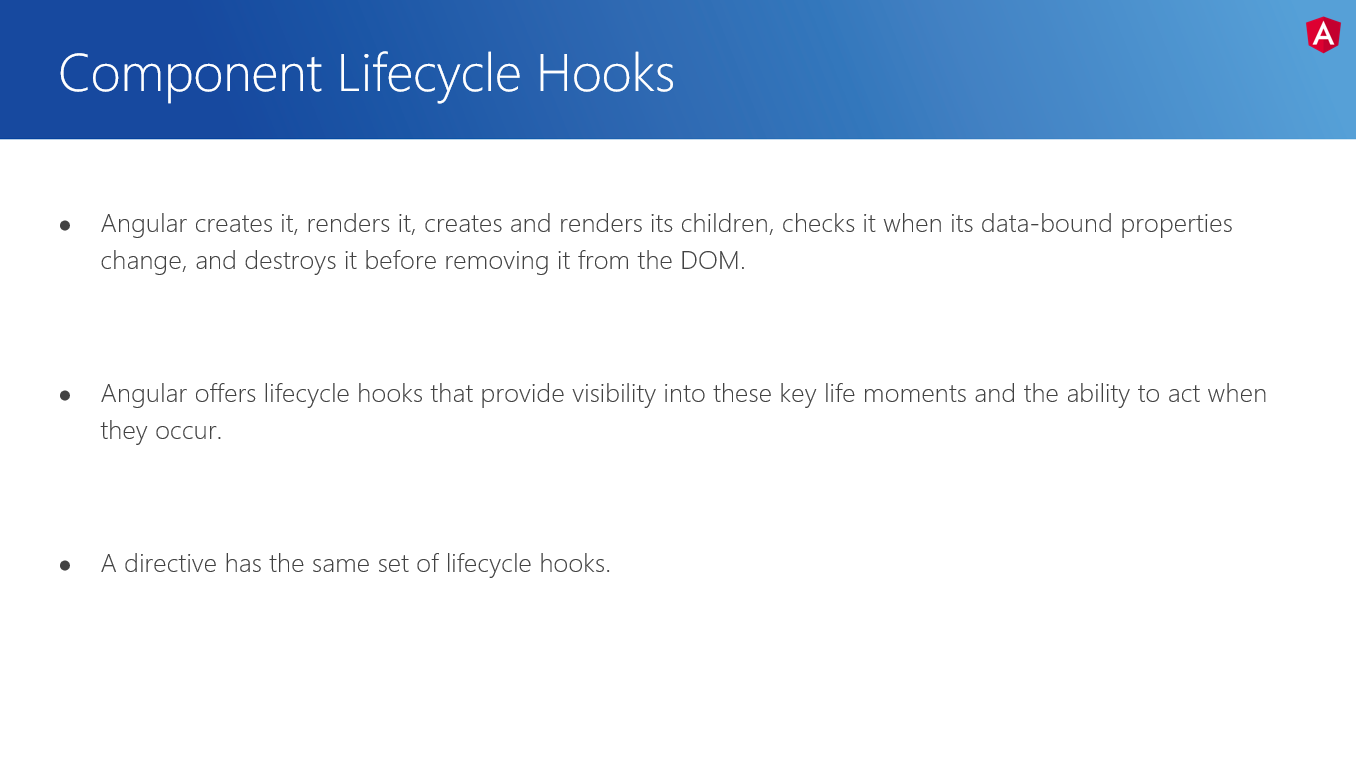 Component Lifecycle Hooks
● Angular creates it, renders it, creates and renders its children, checks it when its data-bound properties
change, and destroys it before removing it from the DOM.
● Angular offers lifecycle hooks that provide visibility into these key life moments and the ability to act when
they occur.
● A directive has the same set of lifecycle hooks.